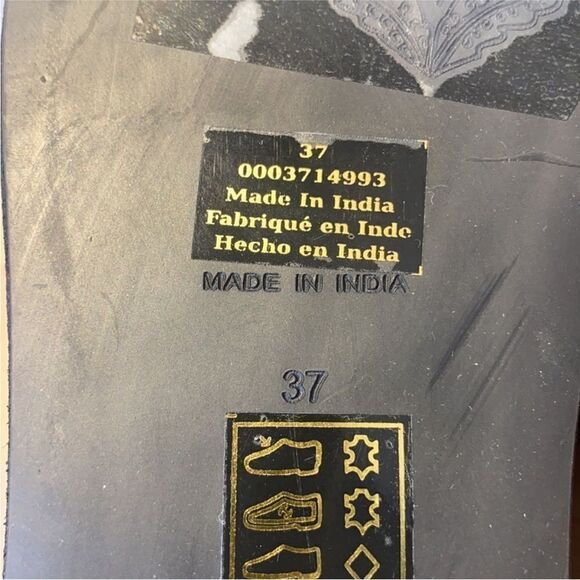 37
0003714993
Made In India
Fabriqué en Inde
Hecho en India
MADE IN INDIA
37